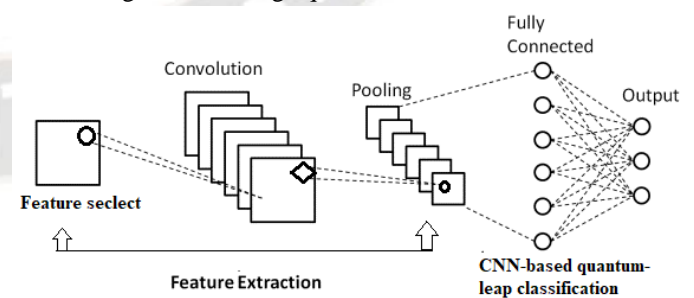 Fully
Connected
Convolution
Pooling
Output
Feature seclect
CNN-based quantum-
leap classification
Feature Extraction